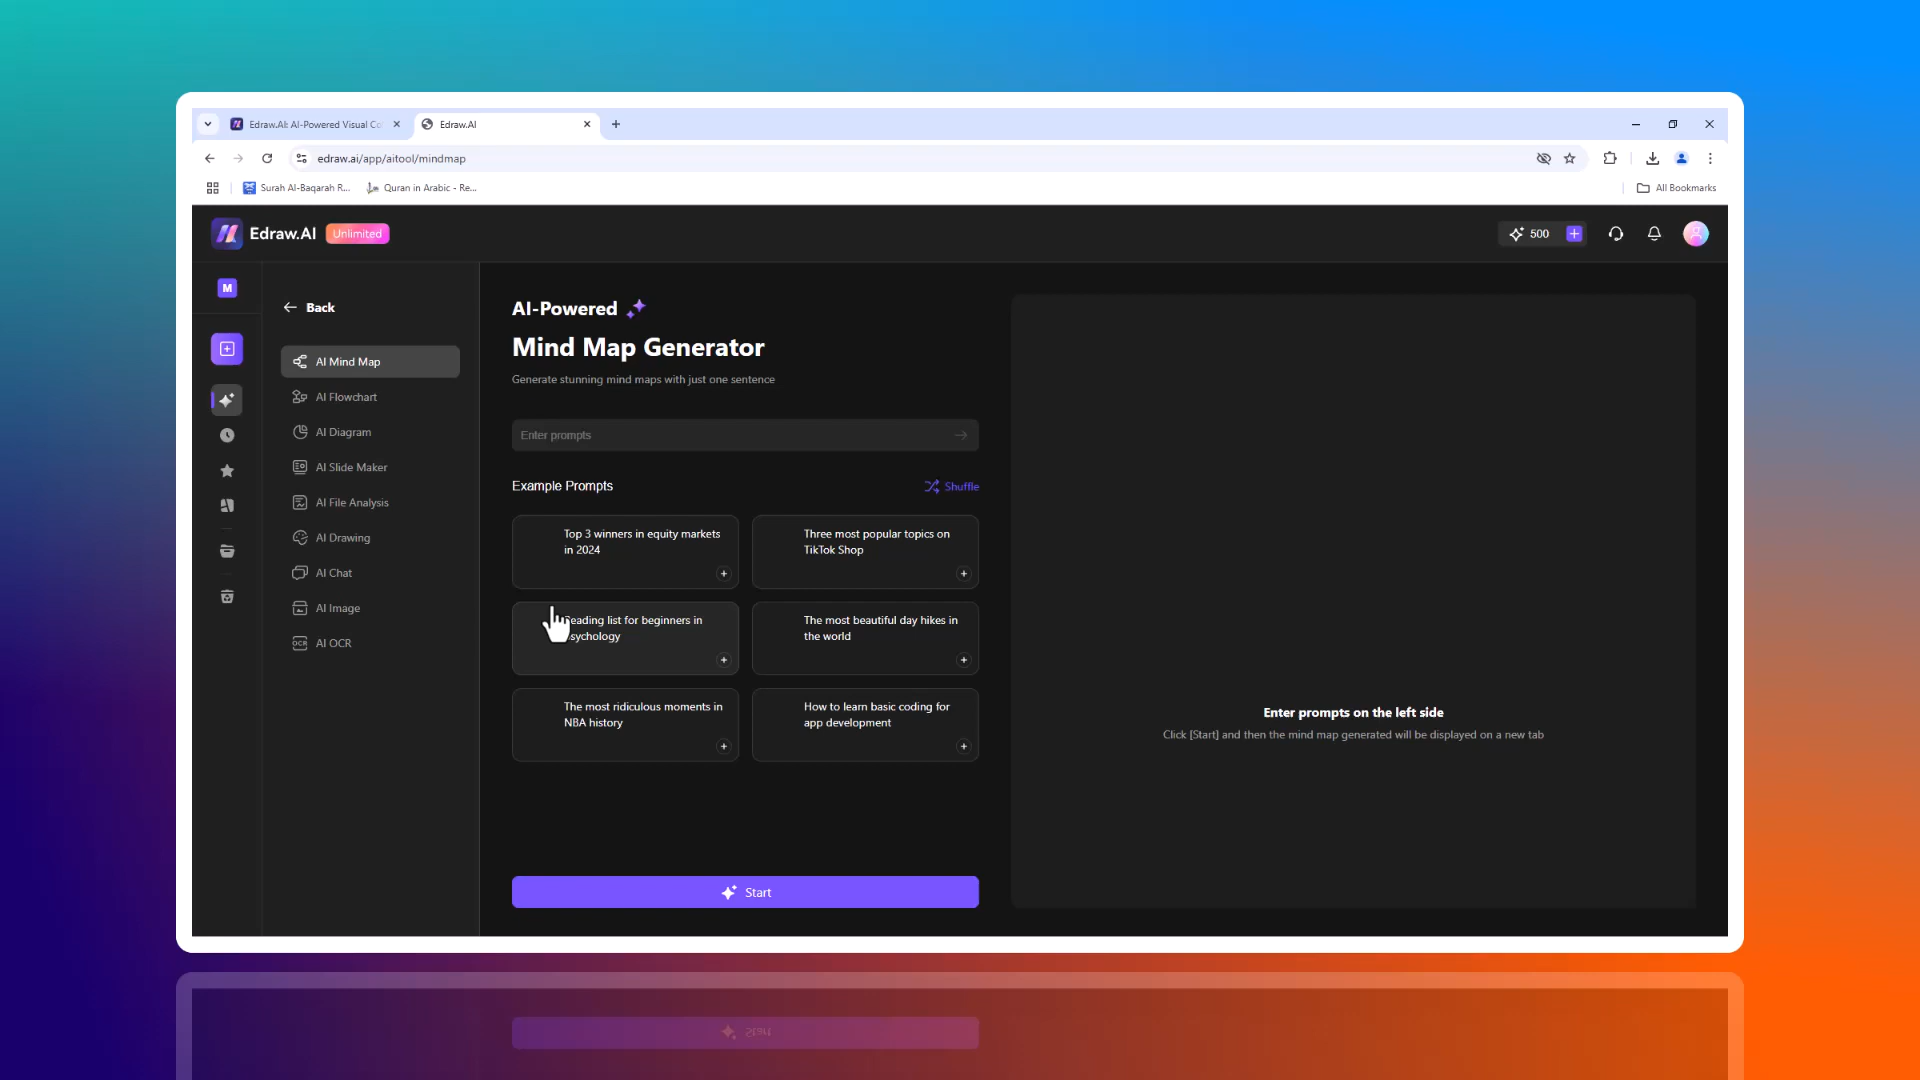 Edraw.AI: AI-Powered Visual Co
Edraw.AI
edraw.ai/app/aitool/mindmap
Surah Al-Baqarah R...
Quran in Arabic - Re...
All Bookmarks
Edraw.AI
Unlimited
500
M
Back
AI Mind Map
AI Flowchart
AI Diagram
AI Slide Maker
AI File Analysis
AI Drawing
AI Chat
AI Image
OCR AI OCR
AI-Powered
Mind Map Generator
Generate stunning mind maps with just one sentence
Enter prompts
Example Prompts
Shuffle
Top 3 winners in equity markets
in 2024
Three most popular topics on
TikTok Shop
eading list for beginners in
sychology
The most beautiful day hikes in
the world
The most ridiculous moments in
NBA history
How to learn basic coding for
app development
Start
Enter prompts on the left side
Click [Start] and then the mind map generated will be displayed on a new tab
Start